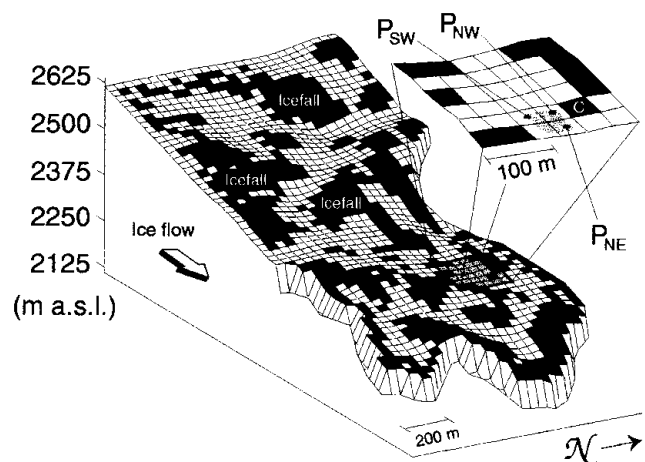 P_SW P_NW
2625
Icefall
C
2500
100 m
2375
Icefall
Icefall
2250
Ice flow
P_NE
2125
(m a.s.l.)
200 m
N